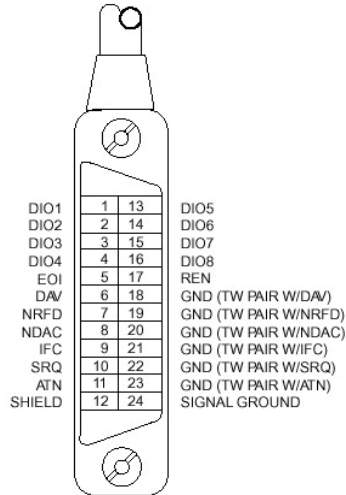 DIO1 1 13 DIO5
DIO2 2 14 DIO6
DIO3 3 15 DIO7
DIO4 4 16 DIO8
EOI 5 17 REN
DAV 6 18 GND (TW PAIR W/DAV)
NRFD 7 19 GND (TW PAIR W/NRFD)
NDAC 8 20 GND (TW PAIR W/NDAC)
IFC 9 21 GND (TW PAIR W/IFC)
SRQ 10 22 GND (TW PAIR W/SRQ)
ATN 11 23 GND (TW PAIR W/ATN)
SHIELD 12 24 SIGNAL GROUND